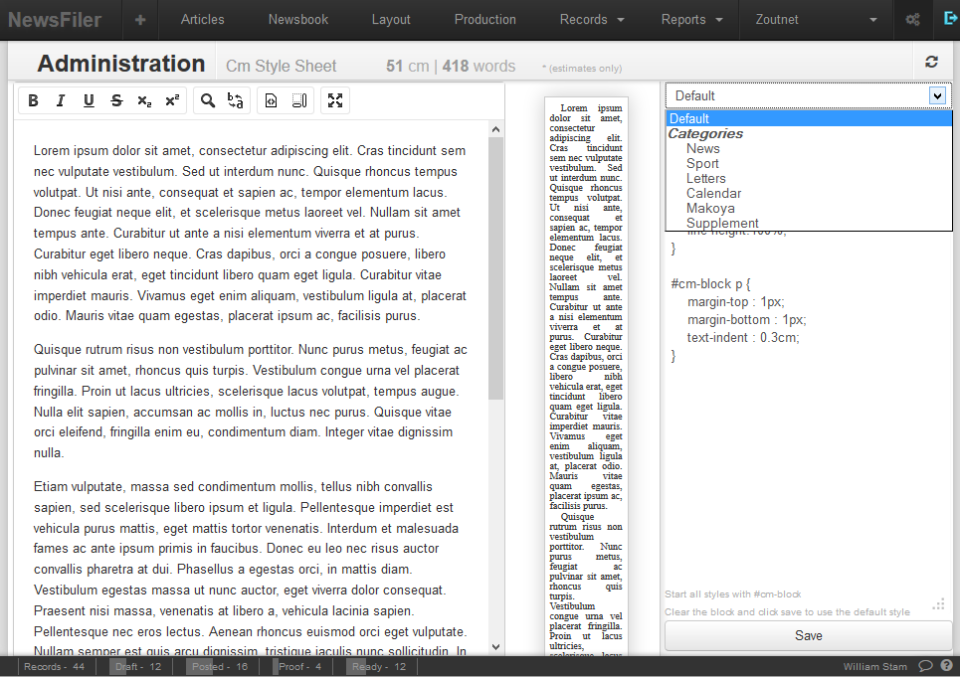 NewsFiler + Articles Newsbook Layout Production Records Reports Zoutnet
Administration Cm Style Sheet 51 cm | 418 words * (estimates only)
B I U S x₂ x²
Lorem ipsum dolor sit amet, consectetur adipiscing elit. Cras tincidunt sem
nec vulputate vestibulum. Sed ut interdum nunc. Quisque rhoncus tempus
volutpat. Ut nisi ante, consequat et sapien ac, tempor elementum lacus.
Donec feugiat neque elit, et scelerisque metus laoreet vel. Nullam sit amet
tempus ante. Curabitur ut ante a nisi elementum viverra et at purus.
Curabitur eget libero neque. Cras dapibus, orci a congue posuere, libero
nibh vehicula erat, eget tincidunt libero quam eget ligula. Curabitur vitae
imperdiet mauris. Vivamus eget enim aliquam, vestibulum ligula at, placerat
odio. Mauris vitae quam egestas, placerat ipsum ac, facilisis purus.
Quisque rutrum risus non vestibulum porttitor. Nunc purus metus, feugiat ac
pulvinar sit amet, rhoncus quis turpis. Vestibulum congue urna vel placerat
fringilla. Proin ut lacus ultricies, scelerisque lacus volutpat, tempus augue.
Nulla elit sapien, accumsan ac mollis in, luctus nec purus. Quisque vitae
orci eleifend, fringilla enim eu, condimentum diam. Integer vitae dignissim
nulla.
Etiam vulputate, massa sed condimentum mollis, tellus nibh convallis
sapien, sed scelerisque libero ipsum et ligula. Pellentesque imperdiet est
vehicula purus mattis, eget mattis tortor venenatis. Interdum et malesuada
fames ac ante ipsum primis in faucibus. Donec eu leo nec risus auctor
convallis pharetra at dui. Phasellus a egestas orci, in mattis diam.
Vestibulum egestas massa ut nunc auctor, eget viverra dolor consequat.
Praesent nisi massa, venenatis at libero a, vehicula lacinia sapien.
Pellentesque nec eros lectus. Aenean rhoncus euismod orci eget vulputate.
Nullam semper est quis arcu dignissim, tristique iaculis nunc sollicitudin. In
Lorem ipsum
dolor sit amet,
consectetur
adipiscing elit.
Cras tincidunt
sem nec vulputate
vestibulum. Sed
ut interdum nunc.
Quisque rhoncus
tempus volutpat.
Ut nisi ante,
consequat et
sapien ac, tempor
elementum lacus.
Donec feugiat
neque elit, et
scelerisque metus
laoreet vel.
Nullam sit amet
tempus ante.
Curabitur ut ante
a nisi elementum
viverra et at
purus. Curabitur
eget libero neque.
Cras dapibus, orci
a congue posuere,
libero nibh
vehicula erat, eget
tincidunt libero
quam eget ligula.
Curabitur vitae
imperdiet mauris.
Vivamus eget
enim aliquam,
vestibulum ligula
at, placerat odio.
Mauris vitae
quam egestas,
placerat ipsum ac,
facilisis purus.
Quisque
rutrum risus non
vestibulum
porttitor. Nunc
purus metus,
feugiat ac
pulvinar sit amet,
rhoncus quis
turpis.
Vestibulum
congue urna vel
placerat fringilla.
Proin ut lacus
ultricies,
scelerisque lacus
Default
Default
Categories
News
Sport
Letters
Calendar
Makoya
Supplement
line-height:100%;
}
#cm-block p {
margin-top : 1px;
margin-bottom : 1px;
text-indent : 0.3cm;
}
Start all styles with #cm-block
Clear the block and click save to use the default style
Save
Records - 44 Draft - 12 Posted - 16 Proof - 4 Ready - 12 William Stam